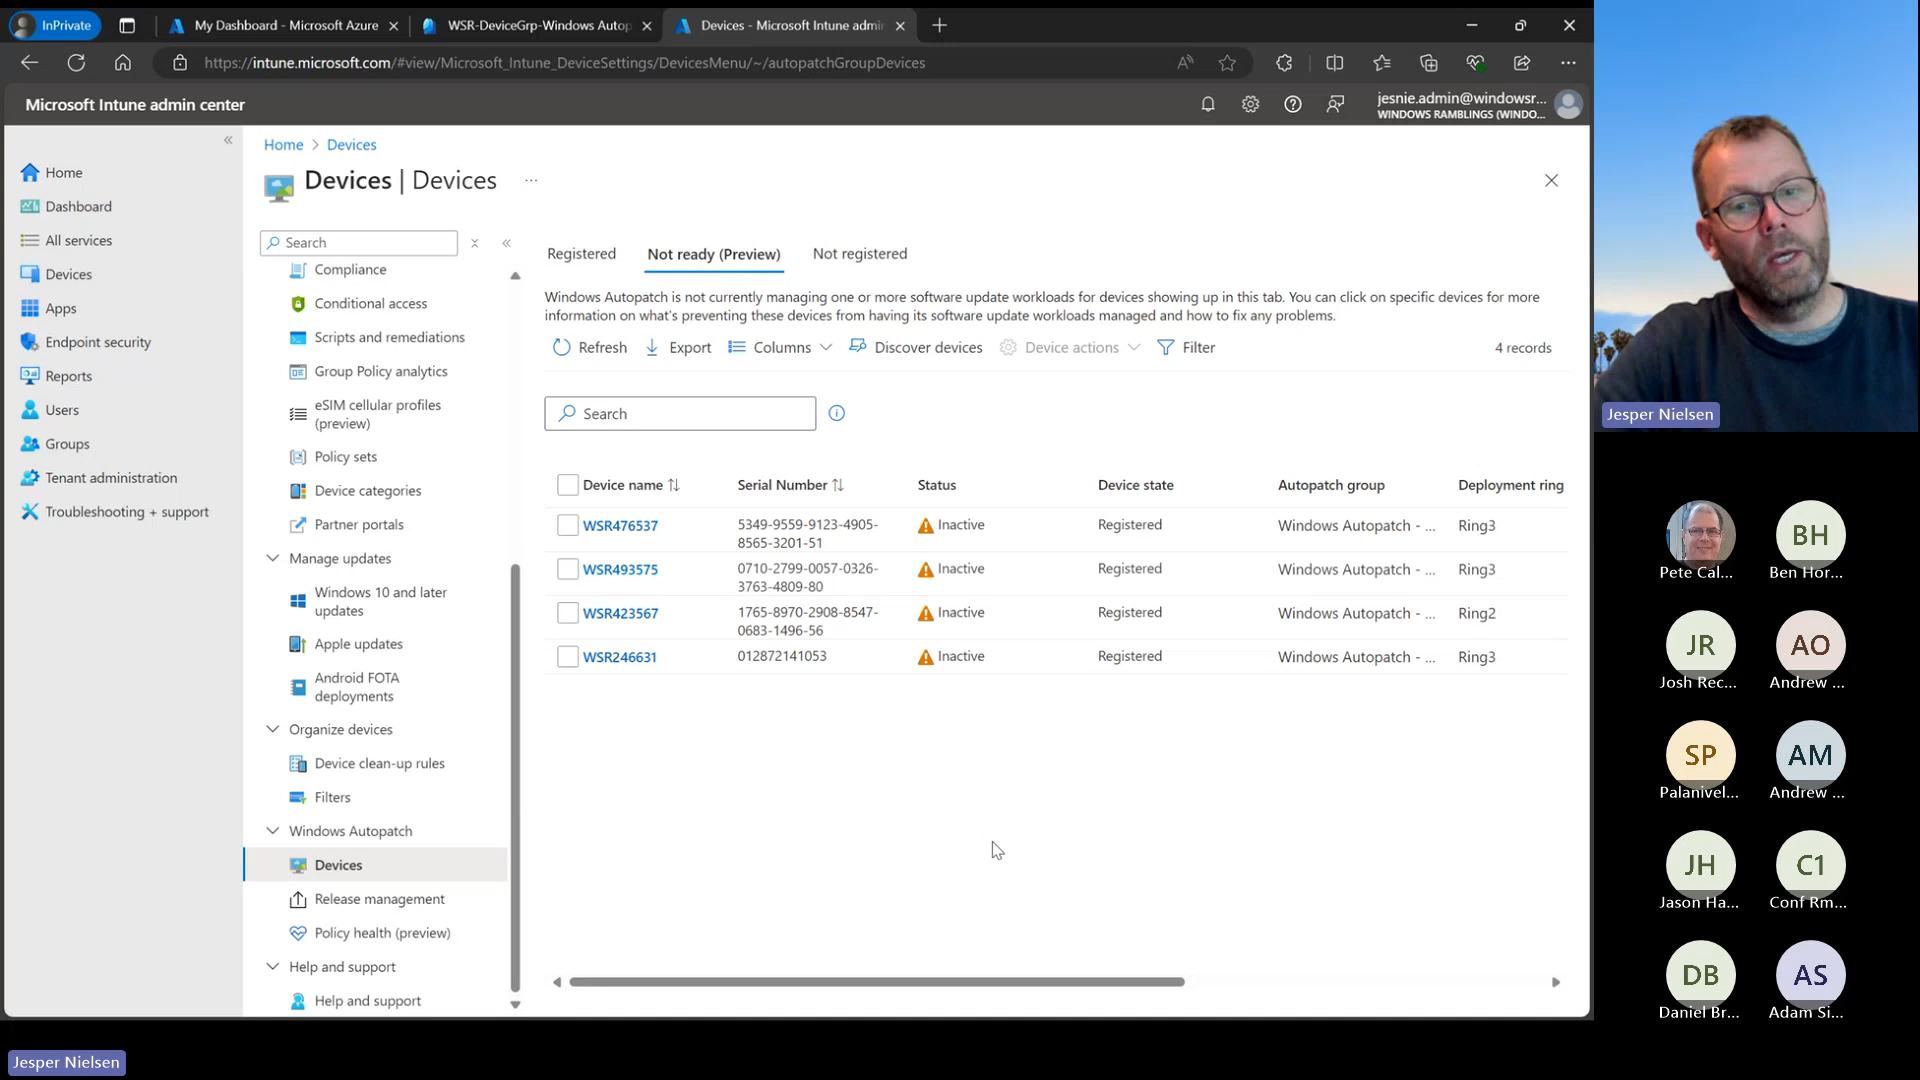 InPrivate
My Dashboard - Microsoft Azure
WSR-DeviceGrp-Windows Autop
Devices - Microsoft Intune admin
https://intune.microsoft.com/#view/Microsoft_Intune_DeviceSettings/DevicesMenu/~/autopatchGroupDevices
Microsoft Intune admin center
jesnie.admin@windowsr...
WINDOWS RAMBLINGS (WINDO...
Home
Dashboard
All services
Devices
Apps
Endpoint security
Reports
Users
Groups
Tenant administration
Troubleshooting + support
Home > Devices
Devices | Devices
...
Search
Compliance
Conditional access
Scripts and remediations
Group Policy analytics
eSIM cellular profiles
(preview)
Policy sets
Device categories
Partner portals
Manage updates
Windows 10 and later
updates
Apple updates
Android FOTA
deployments
Organize devices
Device clean-up rules
Filters
Windows Autopatch
Devices
Release management
Policy health (preview)
Help and support
Help and support
Registered Not ready (Preview) Not registered
Windows Autopatch is not currently managing one or more software update workloads for devices showing up in this tab. You can click on specific devices for more
information on what's preventing these devices from having its software update workloads managed and how to fix any problems.
Refresh Export Columns Discover devices Device actions Filter 4 records
Search
Device name Serial Number Status Device state Autopatch group Deployment ring
WSR476537 5349-9559-9123-4905- Inactive Registered Windows Autopatch - ... Ring3
8565-3201-51
WSR493575 0710-2799-0057-0326- Inactive Registered Windows Autopatch - ... Ring3
3763-4809-80
WSR423567 1765-8970-2908-8547- Inactive Registered Windows Autopatch - ... Ring2
0683-1496-56
WSR246631 012872141053 Inactive Registered Windows Autopatch - ... Ring3
Jesper Nielsen
BH
Pete Cal... Ben Hor...
JR AO
Josh Rec... Andrew ...
SP AM
Palanivel... Andrew ...
JH C1
Jason Ha... Conf Rm...
DB AS
Daniel Br... Adam Si...
Jesper Nielsen